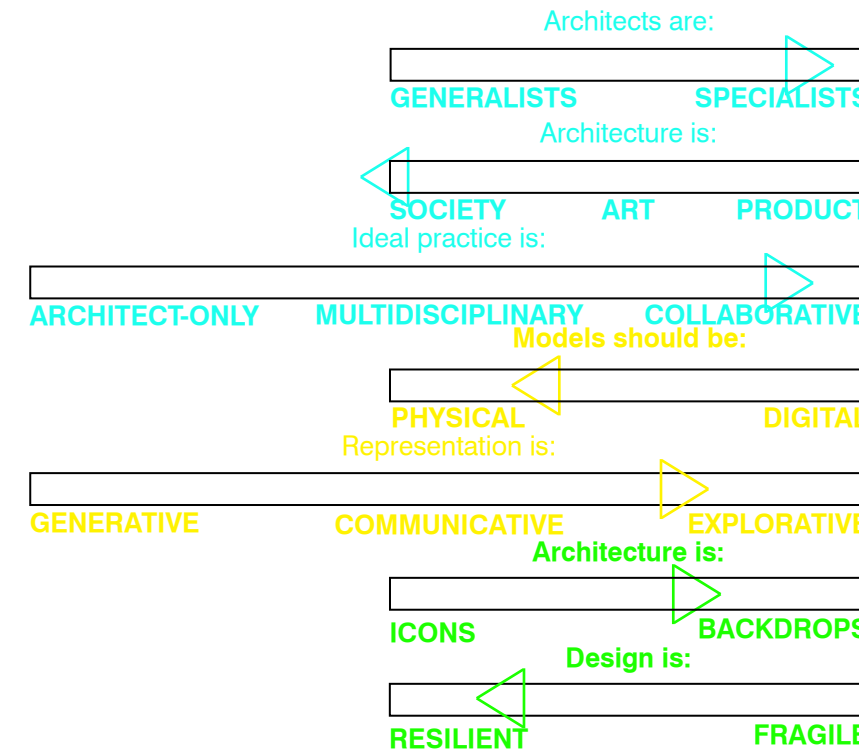 Architects are:
GENERALISTS SPECIALISTS
Architecture is:
SOCIETY ART PRODUCT
Ideal practice is:
ARCHITECT-ONLY MULTIDISCIPLINARY COLLABORATIVE
Models should be:
PHYSICAL DIGITAL
Representation is:
GENERATIVE COMMUNICATIVE EXPLORATIVE
Architecture is:
ICONS BACKDROPS
Design is:
RESILIENT FRAGILE